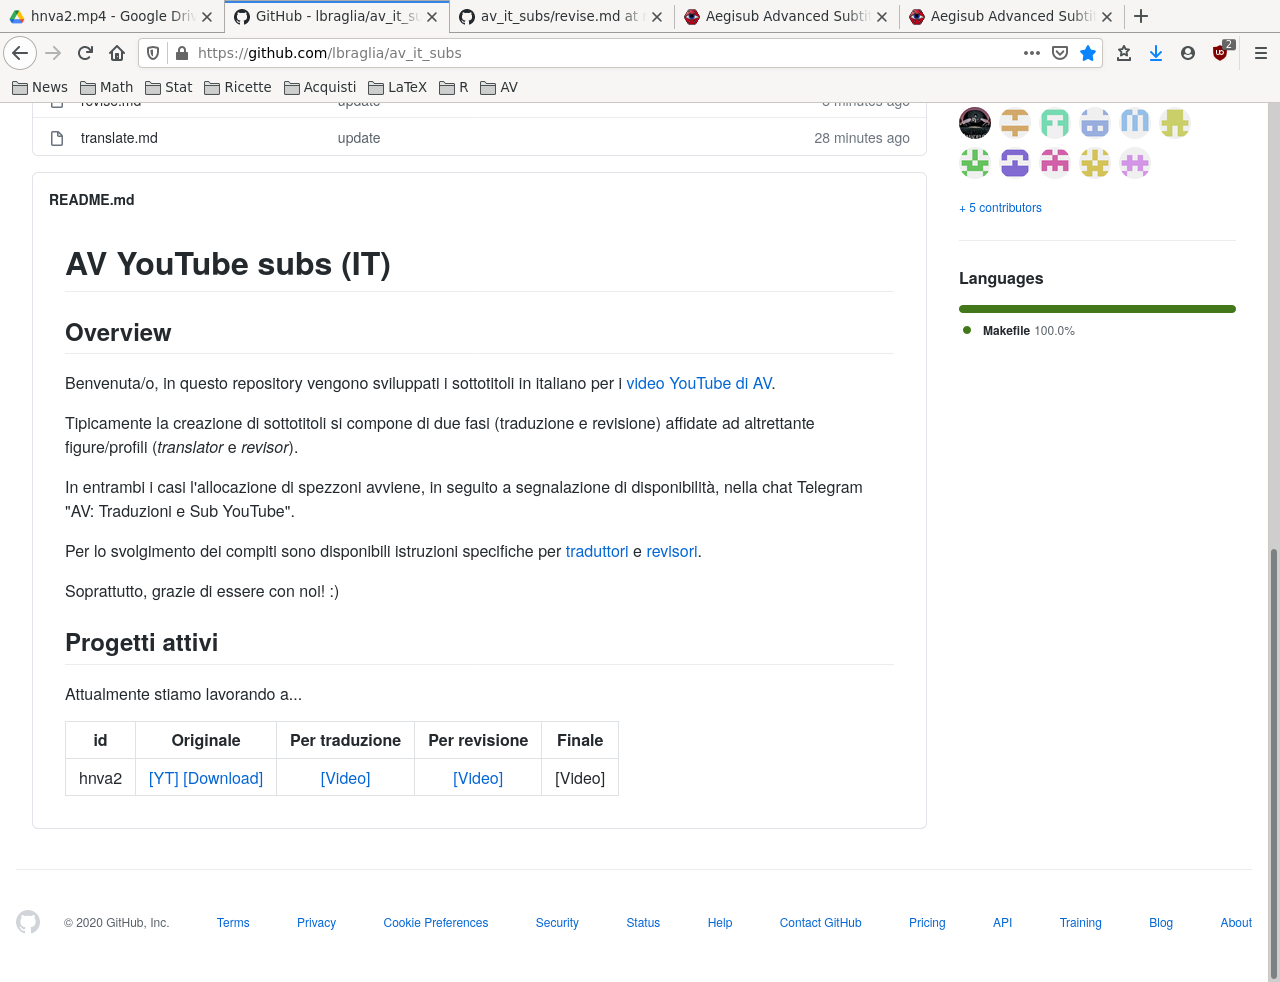 hnva2.mp4 - Google Dri
GitHub - lbraglia/av_it_s
av_it_subs/revise.md at
Aegisub Advanced Subti
Aegisub Advanced Subti
https://github.com/lbraglia/av_it_subs
2
News
Math
Stat
Ricette
Acquisti
LaTeX
R
AV
revise.md
update
minutes ago
translate.md
update
28 minutes ago
+ 5 contributors
Languages
Makefile 100.0%
README.md
AV YouTube subs (IT)
Overview
Benvenuta/o, in questo repository vengono sviluppati i sottotitoli in italiano per i video YouTube di AV.
Tipicamente la creazione di sottotitoli si compone di due fasi (traduzione e revisione) affidate ad altrettante
figure/profili (translator e revisor).
In entrambi i casi l'allocazione di spezzoni avviene, in seguito a segnalazione di disponibilità, nella chat Telegram
"AV: Traduzioni e Sub YouTube".
Per lo svolgimento dei compiti sono disponibili istruzioni specifiche per traduttori e revisori.
Soprattutto, grazie di essere con noi! :)
Progetti attivi
Attualmente stiamo lavorando a...
id Originale Per traduzione Per revisione Finale
hnva2 [YT] [Download] [Video] [Video] [Video]
© 2020 GitHub, Inc.
Terms
Privacy
Cookie Preferences
Security
Status
Help
Contact GitHub
Pricing
API
Training
Blog
About